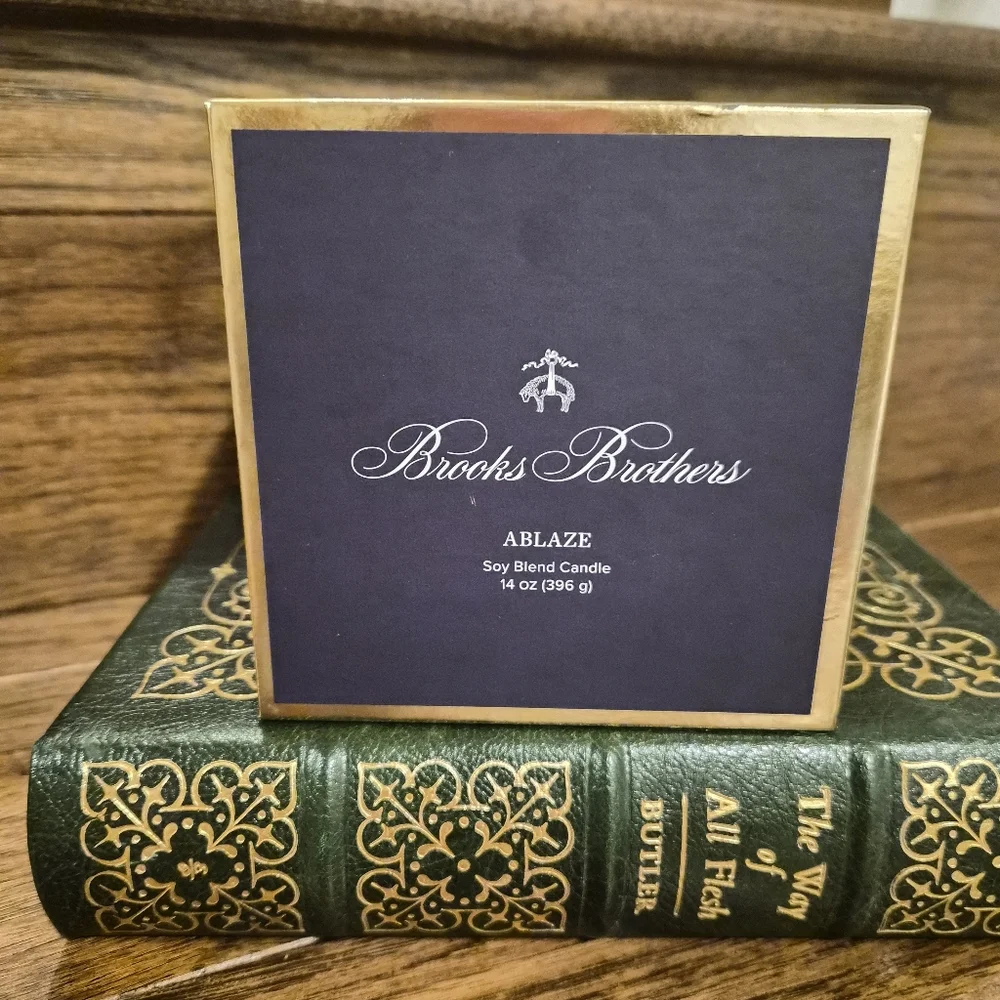 Brooks Brothers
ABLAZE
Soy Blend Candle
14 oz (396 g)
The Way
of
All Flesh
BUTLER